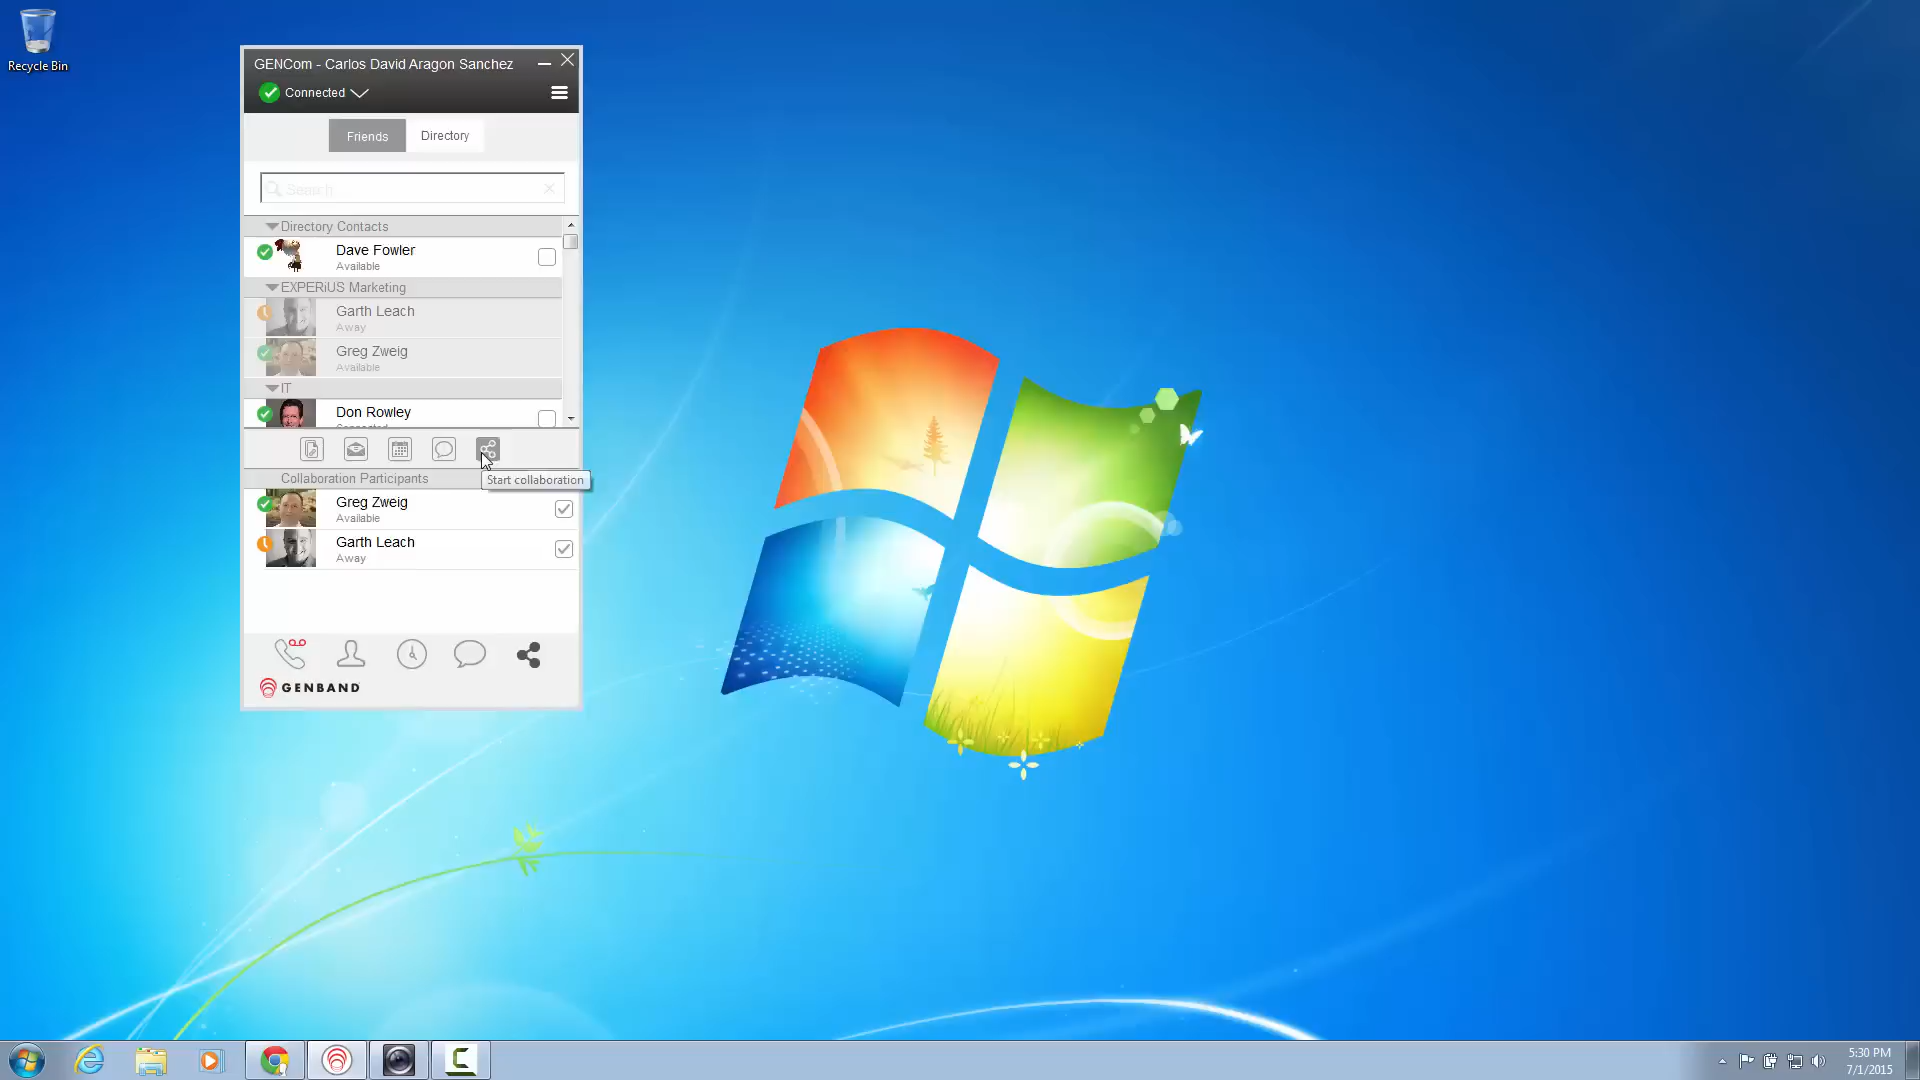 Recycle Bin
GENCom - Carlos David Aragon Sanchez
Connected
Friends
Directory
Search
Directory Contacts
Dave Fowler
Available
EXPERiUS Marketing
Garth Leach
Away
Greg Zweig
Available
IT
Don Rowley
Connected
Start collaboration
Collaboration Participants
Greg Zweig
Available
Garth Leach
Away
GENBAND
5:30 PM
7/1/2015